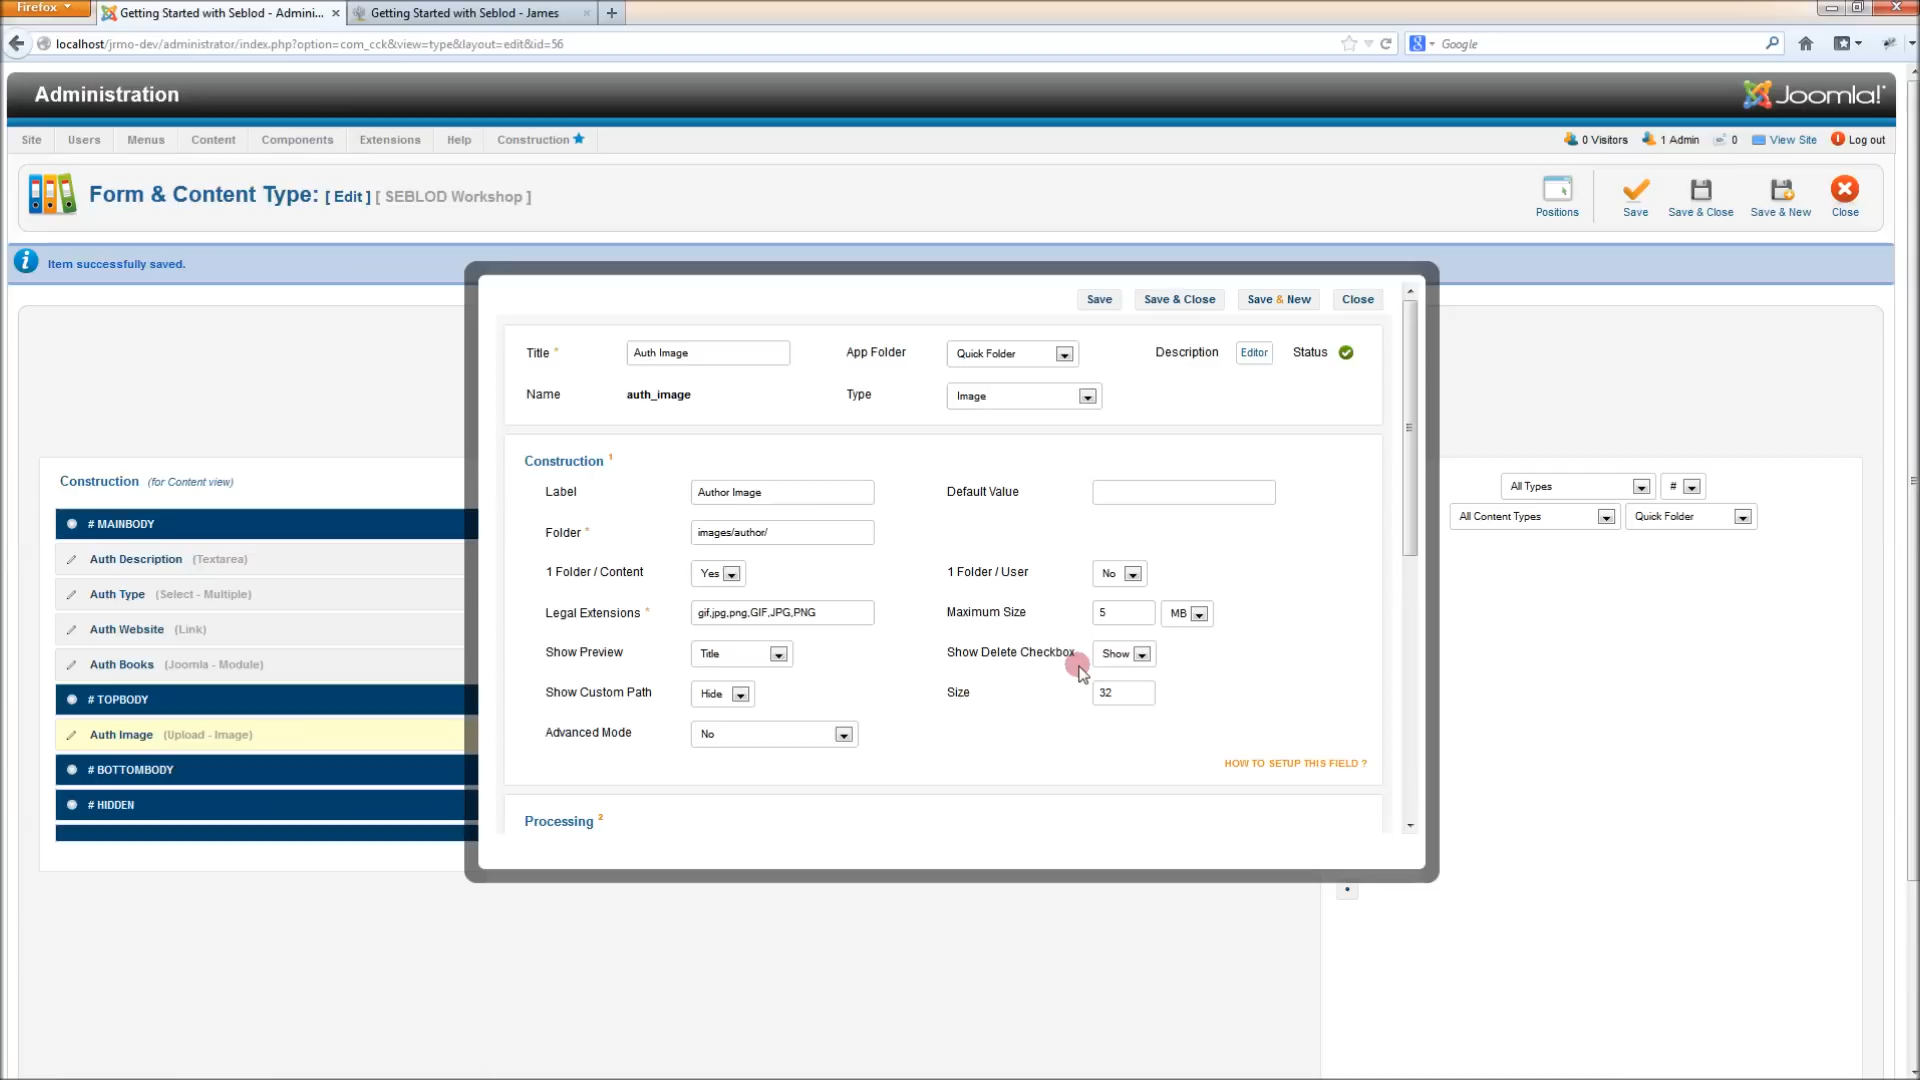 Firefox
Getting Started with Seblod - Admini...
Getting Started with Seblod - James
localhost/jrmo-dev/administrator/index.php?option=com_cck&view=type&layout=edit&id=56
Google
Administration
Joomla!
Site Users Menus Content Components Extensions Help Construction
0 Visitors 1 Admin 0 View Site Log out
Form & Content Type: [ Edit ] [ SEBLOD Workshop ]
Positions Save Save & Close Save & New Close
Item successfully saved.
Save Save & Close Save & New Close
Title * Auth Image App Folder Quick Folder Description Editor Status
Name auth_image Type Image
Construction 1
Label Author Image Default Value
Folder * images/author/
1 Folder / Content Yes 1 Folder / User No
Legal Extensions * gif,jpg,png,GIF,JPG,PNG Maximum Size 5 MB
Show Preview Title Show Delete Checkbox Show
Show Custom Path Hide Size 32
Advanced Mode No
HOW TO SETUP THIS FIELD ?
Processing 2
Construction (for Content view)
# MAINBODY
Auth Description (Textarea)
Auth Type (Select - Multiple)
Auth Website (Link)
Auth Books (Joomla - Module)
# TOPBODY
Auth Image (Upload - Image)
# BOTTOMBODY
# HIDDEN
All Types #
All Content Types Quick Folder